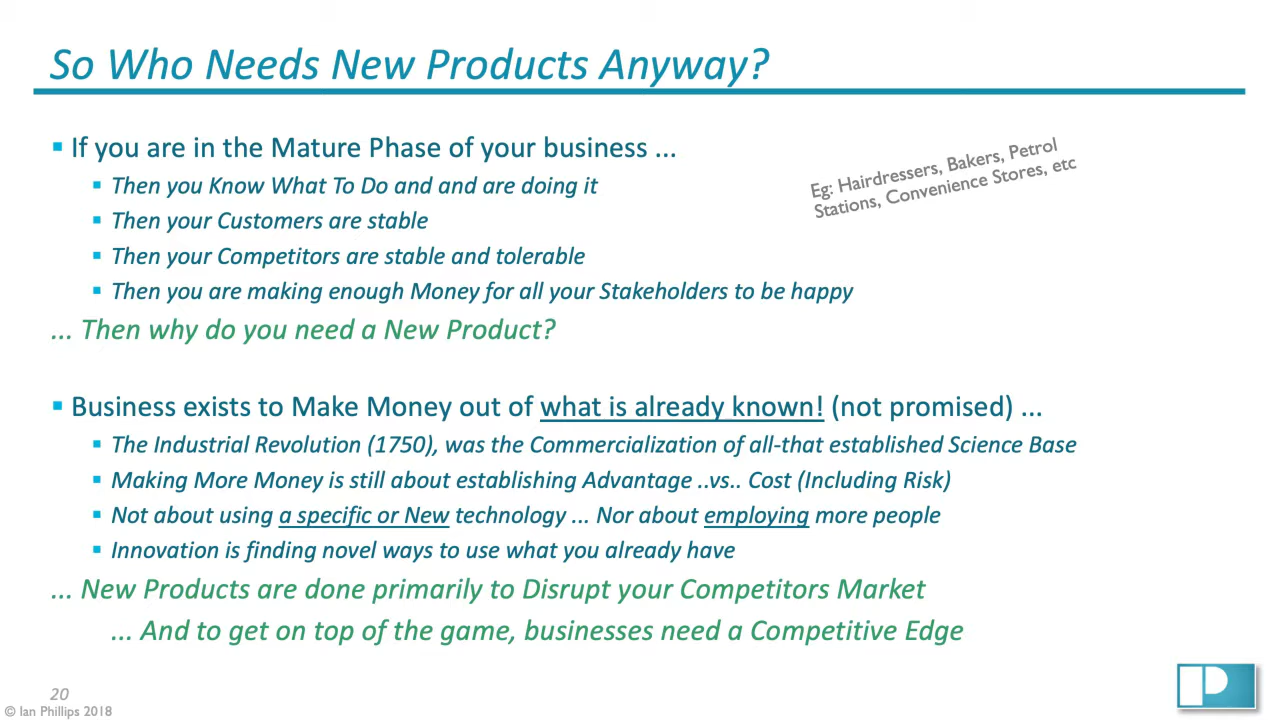 So Who Needs New Products Anyway?
▪ If you are in the Mature Phase of your business ...
Eg: Hairdressers, Bakers, Petrol
Stations, Convenience Stores, etc
▪ Then you Know What To Do and and are doing it
▪ Then your Customers are stable
▪ Then your Competitors are stable and tolerable
▪ Then you are making enough Money for all your Stakeholders to be happy
... Then why do you need a New Product?
▪ Business exists to Make Money out of what is already known! (not promised) ...
▪ The Industrial Revolution (1750), was the Commercialization of all-that established Science Base
▪ Making More Money is still about establishing Advantage ..vs.. Cost (Including Risk)
▪ Not about using a specific or New technology ... Nor about employing more people
▪ Innovation is finding novel ways to use what you already have
... New Products are done primarily to Disrupt your Competitors Market
... And to get on top of the game, businesses need a Competitive Edge
20
© Ian Phillips 2018
P